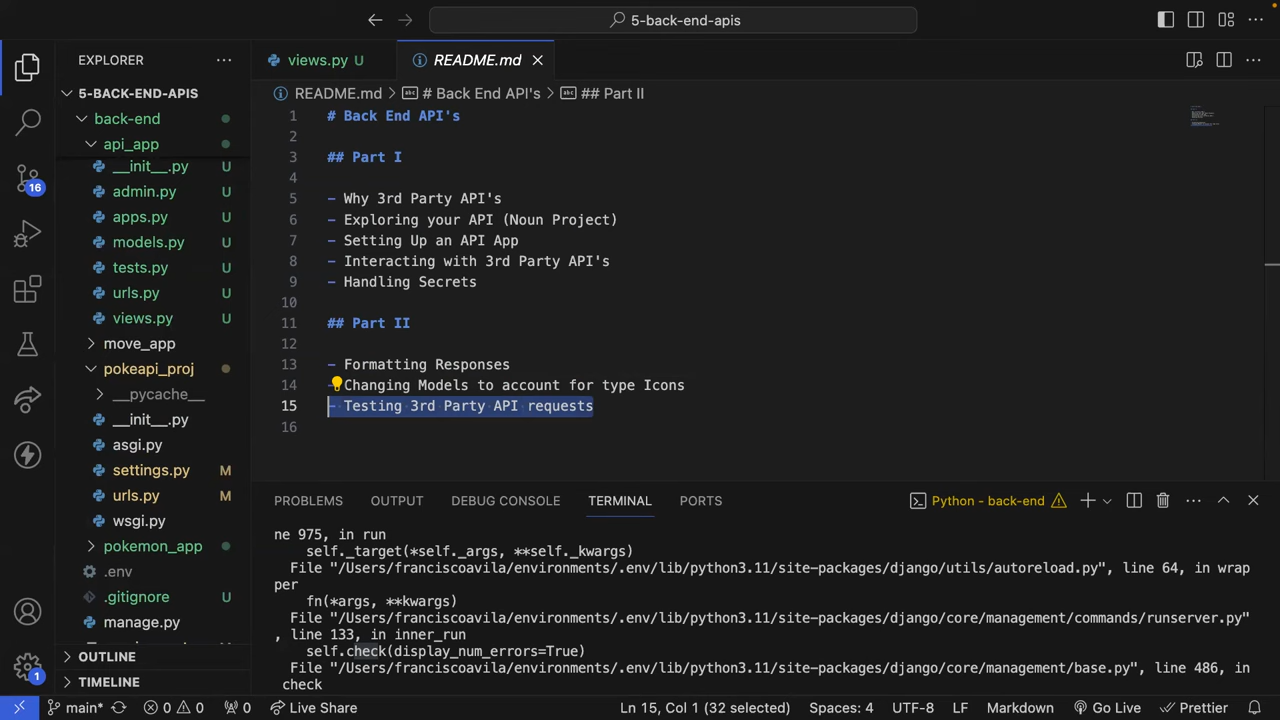 5-back-end-apis
EXPLORER
5-BACK-END-APIS
back-end
api_app
__init__.py U
admin.py U
apps.py U
models.py U
tests.py U
urls.py U
views.py U
move_app
pokeapi_proj
__pycache__
__init__.py
asgi.py
settings.py M
urls.py M
wsgi.py
pokemon_app
.env
.gitignore U
manage.py
OUTLINE
TIMELINE
16
1
views.py U
README.md
README.md > # Back End API's > ## Part II
1 # Back End API's
2
3 ## Part I
4
5 - Why 3rd Party API's
6 - Exploring your API (Noun Project)
7 - Setting Up an API App
8 - Interacting with 3rd Party API's
9 - Handling Secrets
10
11 ## Part II
12
13 - Formatting Responses
14 - Changing Models to account for type Icons
15 - Testing 3rd Party API requests
16
PROBLEMS OUTPUT DEBUG CONSOLE TERMINAL PORTS
Python - back-end
ne 975, in run
self._target(*self._args, **self._kwargs)
File "/Users/franciscoavila/environments/.env/lib/python3.11/site-packages/django/utils/autoreload.py", line 64, in wrap
per
fn(*args, **kwargs)
File "/Users/franciscoavila/environments/.env/lib/python3.11/site-packages/django/core/management/commands/runserver.py"
, line 133, in inner_run
self.check(display_num_errors=True)
File "/Users/franciscoavila/environments/.env/lib/python3.11/site-packages/django/core/management/base.py", line 486, in
check
main* 0 0 0 Live Share Ln 15, Col 1 (32 selected) Spaces: 4 UTF-8 LF Markdown Go Live Prettier